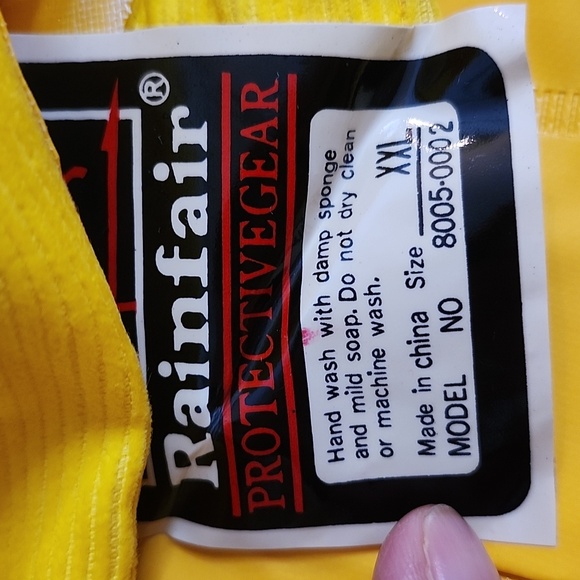 Rainfair®
PROTECTIVEGEAR
Hand wash with damp sponge
and mild soap. Do not dry clean
or machine wash.
Made in china Size XXL
MODEL NO 8005-0002